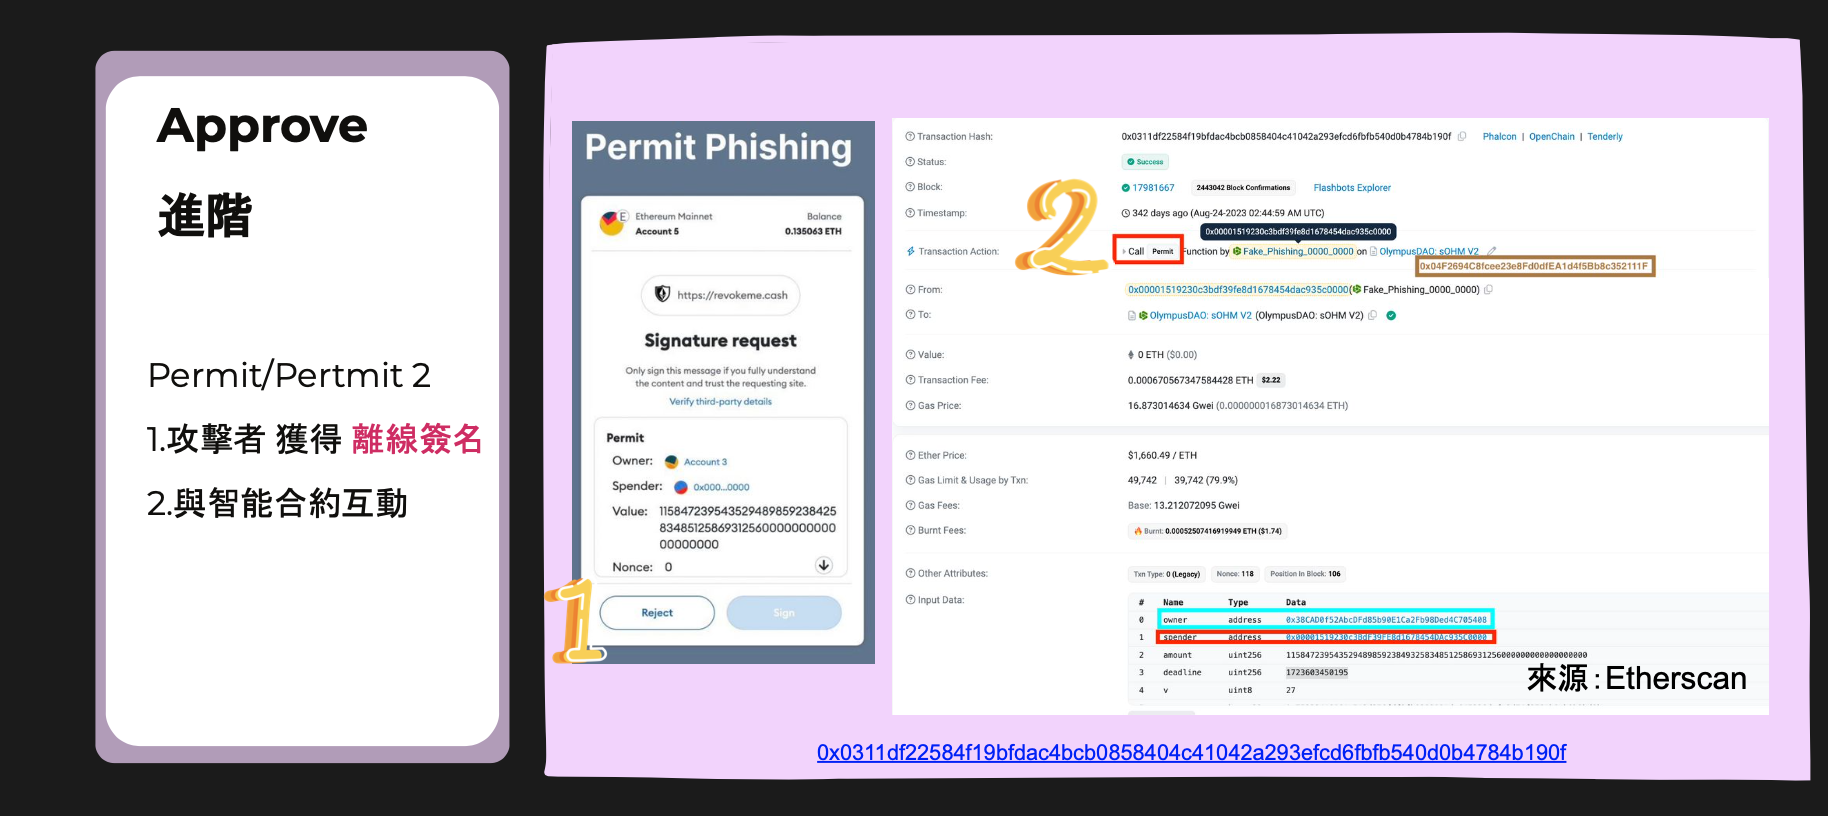 Approve
進階
Permit/Pertmit 2
1.攻擊者 獲得 離線簽名
2.與智能合約互動
Permit Phishing
E Ethereum Mainnet Balance
Account 5 0.135063 ETH
https://revokeme.cash
Signature request
Only sign this message if you fully understand
the content and trust the requesting site.
Verify third-party details
Permit
Owner: Account 3
Spender: 0x000...0000
Value: 115847239543529489859238425
8348512586931256000000000
00000000
Nonce: 0
Reject Sign
1
2
Transaction Hash: 0x0311df22584f19bfdac4bcb0858404c41042a293efcd6fbfb540d0b4784b190f Phalcon | OpenChain | Tenderly
Status: Success
Block: 17981667 2443042 Block Confirmations Flashbots Explorer
Timestamp: 342 days ago (Aug-24-2023 02:44:59 AM UTC)
0x00001519230c3bdf39fe8d1678454dac935c0000
Transaction Action: Call Permit Function by Fake_Phishing_0000_0000 on OlympusDAO: sOHM V2
0x04F2694C8fcee23e8Fd0dfEA1d4f5Bb8c352111F
From: 0x00001519230c3bdf39fe8d1678454dac935c0000(Fake_Phishing_0000_0000)
To: OlympusDAO: sOHM V2 (OlympusDAO: sOHM V2)
Value: 0 ETH ($0.00)
Transaction Fee: 0.000670567347584428 ETH $2.22
Gas Price: 16.873014634 Gwei (0.000000016873014634 ETH)
Ether Price: $1,660.49 / ETH
Gas Limit & Usage by Txn: 49,742 | 39,742 (79.9%)
Gas Fees: Base: 13.212072095 Gwei
Burnt Fees: Burnt: 0.00052507416919949 ETH ($1.74)
Other Attributes: Txn Type: 0 (Legacy) Nonce: 118 Position In Block: 106
Input Data:
# Name Type Data
0 owner address 0x38CAD0f52AbcDFd85b90E1Ca2Fb98Ded4C705408
1 spender address 0x00001519230c3BdF39FE8d1678454DAc935C0000
2 amount uint256
3 deadline uint256 1723603450195
4 v uint8 27
來源：Etherscan
0x0311df22584f19bfdac4bcb0858404c41042a293efcd6fbfb540d0b4784b190f